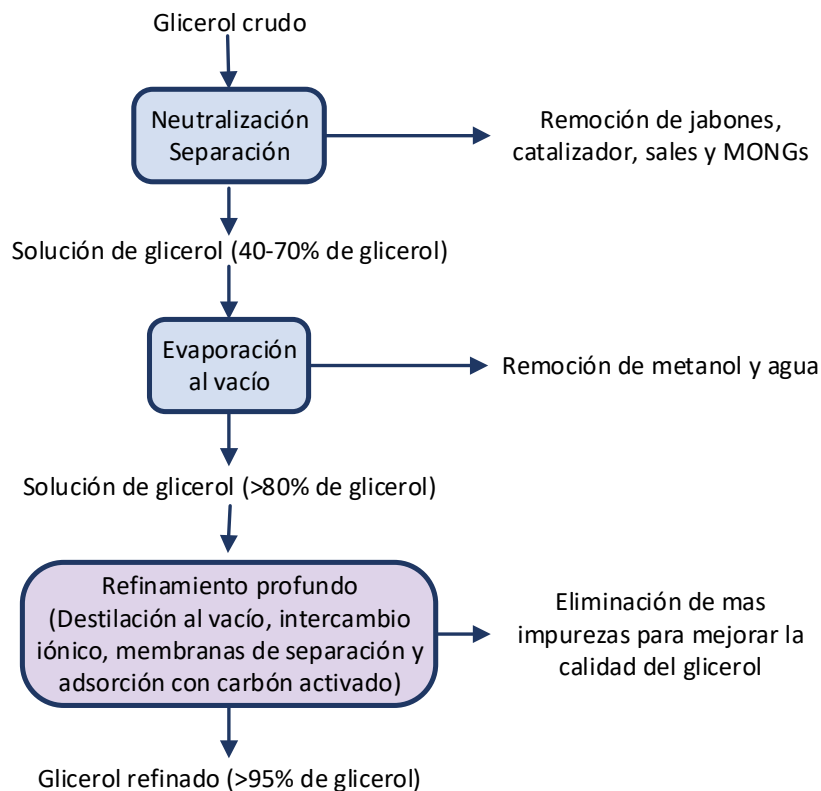 Glicerol crudo
Neutralización
Separación
Remoción de jabones,
catalizador, sales y MONGs
Solución de glicerol (40-70% de glicerol)
Evaporación
al vacío
Remoción de metanol y agua
Solución de glicerol (>80% de glicerol)
Refinamiento profundo
(Destilación al vacío, intercambio
iónico, membranas de separación y
adsorción con carbón activado)
Eliminación de mas
impurezas para mejorar la
calidad del glicerol
Glicerol refinado (>95% de glicerol)